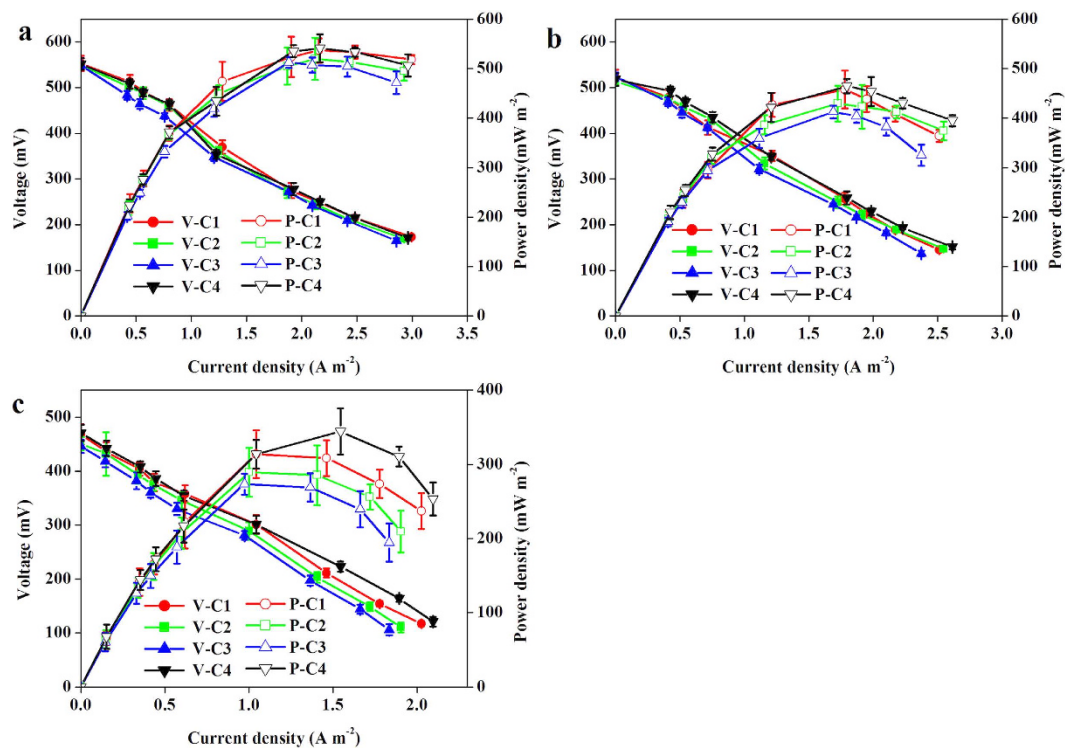 a
600
500
400
300
200
100
0
Voltage (mV)
600
500
400
300
200
100
0
Power density(mW m-2)
V-C1 P-C1
V-C2 P-C2
V-C3 P-C3
V-C4 P-C4
0.0 0.5 1.0 1.5 2.0 2.5 3.0 3.5
Current density (A m-2)
b
600
500
400
300
200
100
0
Voltage (mV)
600
500
400
300
200
100
0
Power density (mW m-2)
V-C1 P-C1
V-C2 P-C2
V-C3 P-C3
V-C4 P-C4
0.0 0.5 1.0 1.5 2.0 2.5 3.0
Current density (A m-2)
c
500
400
300
200
100
0
Voltage (mV)
400
300
200
100
0
Power density (mW m-2)
V-C1 P-C1
V-C2 P-C2
V-C3 P-C3
V-C4 P-C4
0.0 0.5 1.0 1.5 2.0
Current density (A m-2)